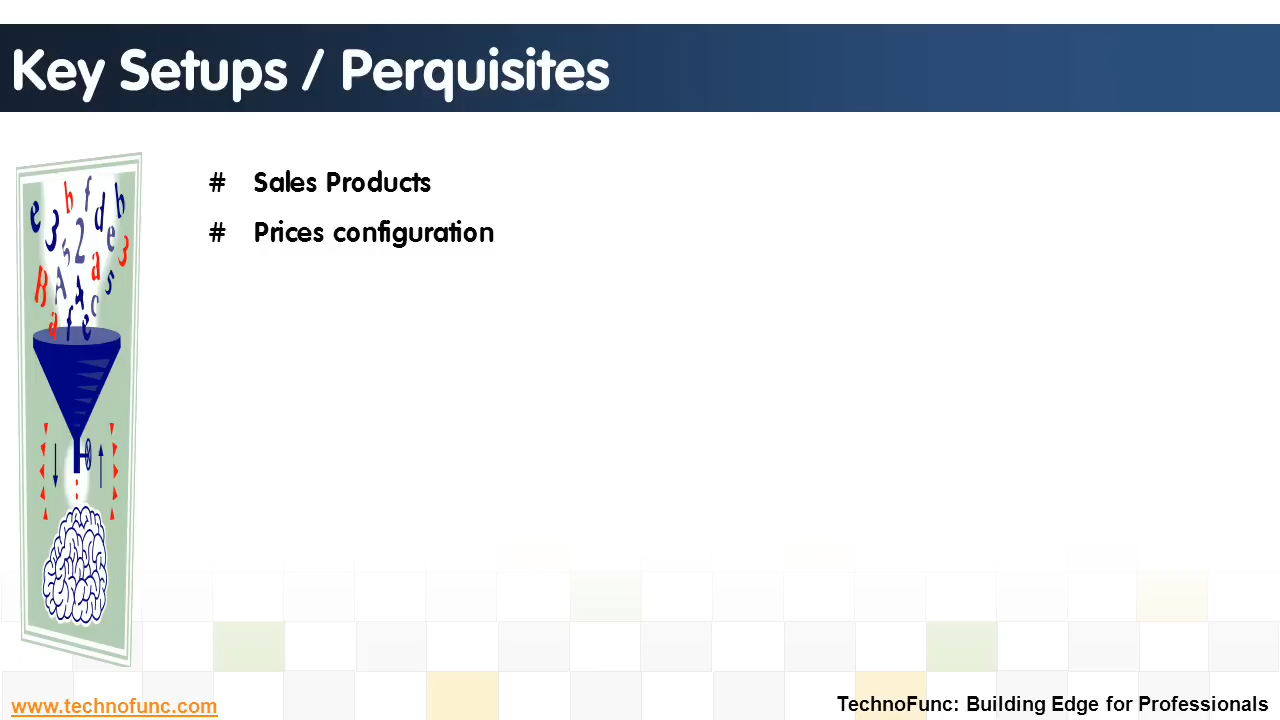 Key Setups / Perquisites
# Sales Products
# Prices configuration
www.technofunc.com
TechnoFunc: Building Edge for Professionals